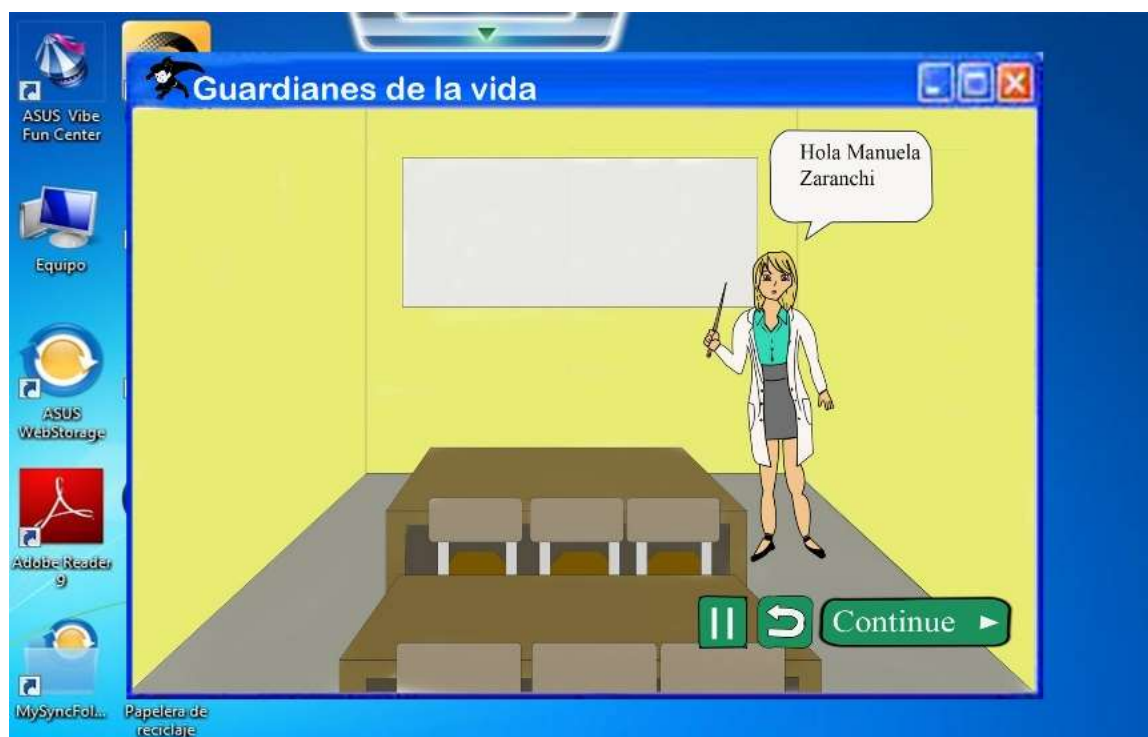 Guardianes de la vida
ASUS Vibe
Fun Center
Hola Manuela
Zaranchi
Equipo
ASUS
WebStorage
Adobe Reader
9
Continue
MySyncFol...
Papelera de
reciclaje